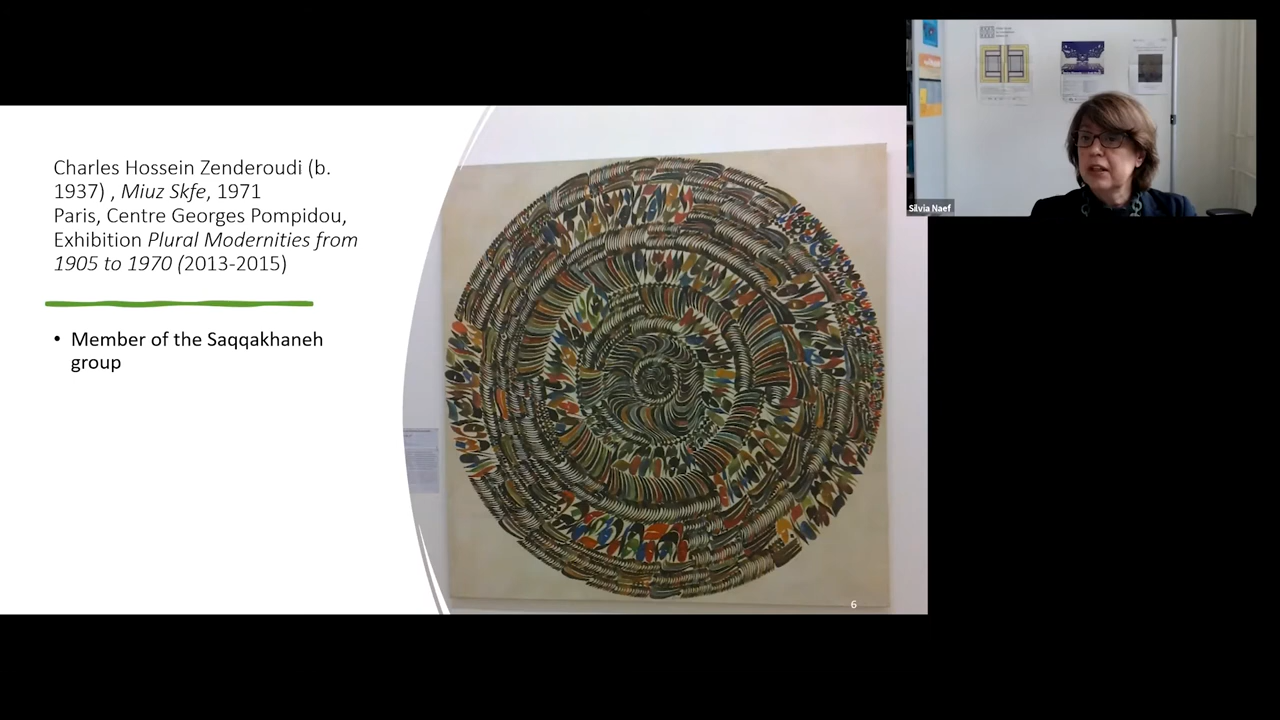 Charles Hossein Zenderoudi (b.
1937) , Miuz Skfe, 1971
Paris, Centre Georges Pompidou,
Exhibition Plural Modernities from
1905 to 1970 (2013-2015)
• Member of the Saqqakhaneh
group
6
Silvia Naef